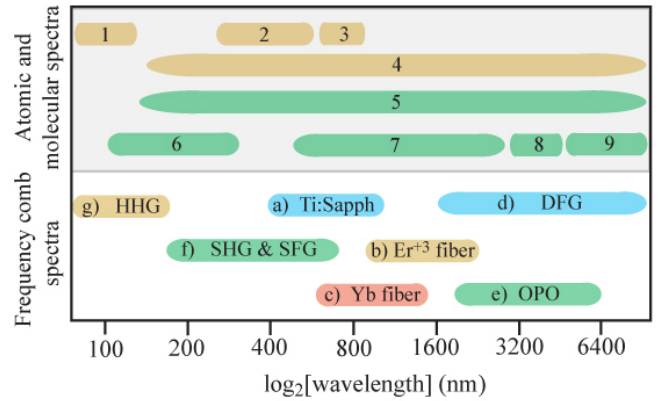 Atomic and
molecular spectra
1 2 3
4
5
6 7 8 9
Frequency comb
spectra
g) HHG a) Ti:Sapph d) DFG
f) SHG & SFG b) Er⁺³ fiber
c) Yb fiber e) OPO
100 200 400 800 1600 3200 6400
log₂[wavelength] (nm)